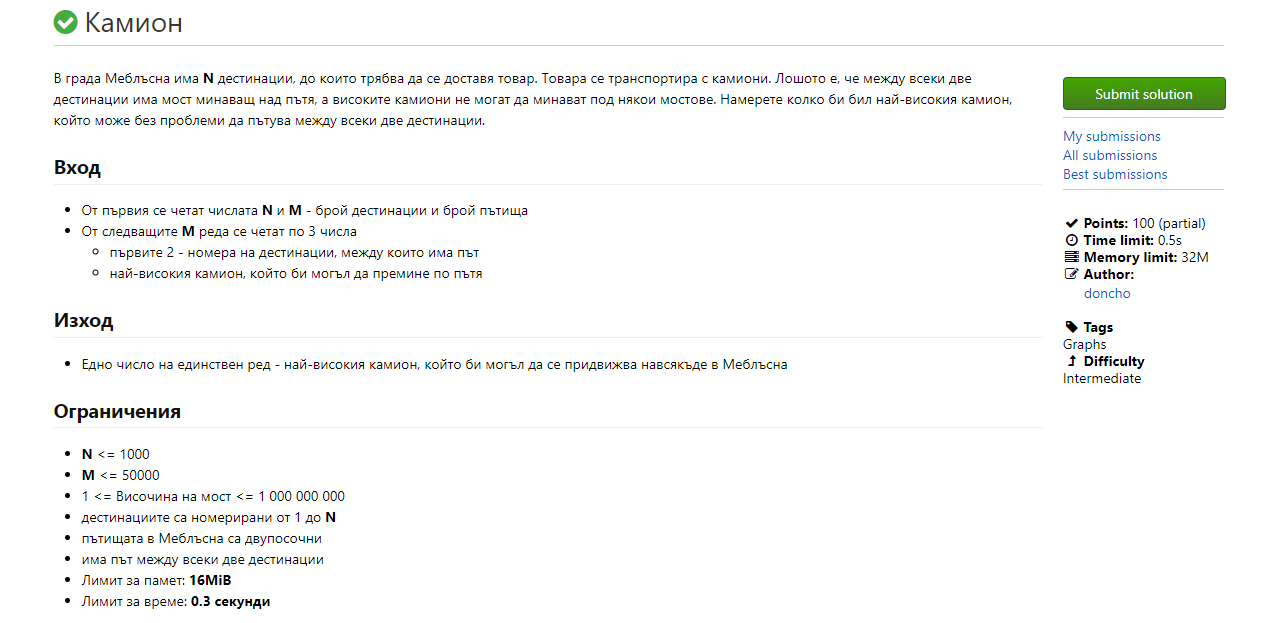 Камион
В града Меблъсна има N дестинации, до които трябва да се доставя товар. Товара се транспортира с камиони. Лошото е, че между всеки две
дестинации има мост минаващ над пътя, а високите камиони не могат да минават под някои мостове. Намерете колко би бил най-високия камион,
който може без проблеми да пътува между всеки две дестинации.
Вход
От първия се четат числата N и M - брой дестинации и брой пътища
От следващите M реда се четат по 3 числа
първите 2 - номера на дестинации, между които има път
най-високия камион, който би могъл да премине по пътя
Изход
Едно число на единствен ред - най-високия камион, който би могъл да се придвижва навсякъде в Меблъсна
Ограничения
N <= 1000
M <= 50000
1 <= Височина на мост <= 1 000 000 000
дестинациите са номерирани от 1 до N
пътищата в Меблъсна са двупосочни
има път между всеки две дестинации
Лимит за памет: 16MiB
Лимит за време: 0.3 секунди
Submit solution
My submissions
All submissions
Best submissions
Points: 100 (partial)
Time limit: 0.5s
Memory limit: 32M
Author:
doncho
Tags
Graphs
Difficulty
Intermediate